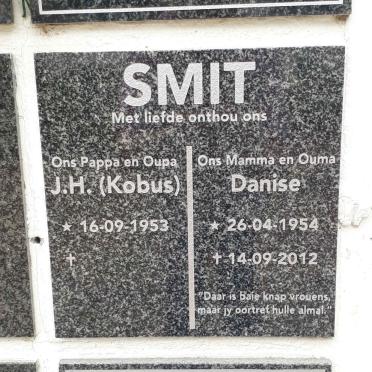 SMIT
Met liefde onthou ons
Ons Pappa en Oupa
J.H. (Kobus)
★ 16-09-1953
✝
Ons Mamma en Ouma
Danise
★ 26-04-1954
✝ 14-09-2012
"Daar is baie knap vrouens,
maar jy oortref hulle almal."